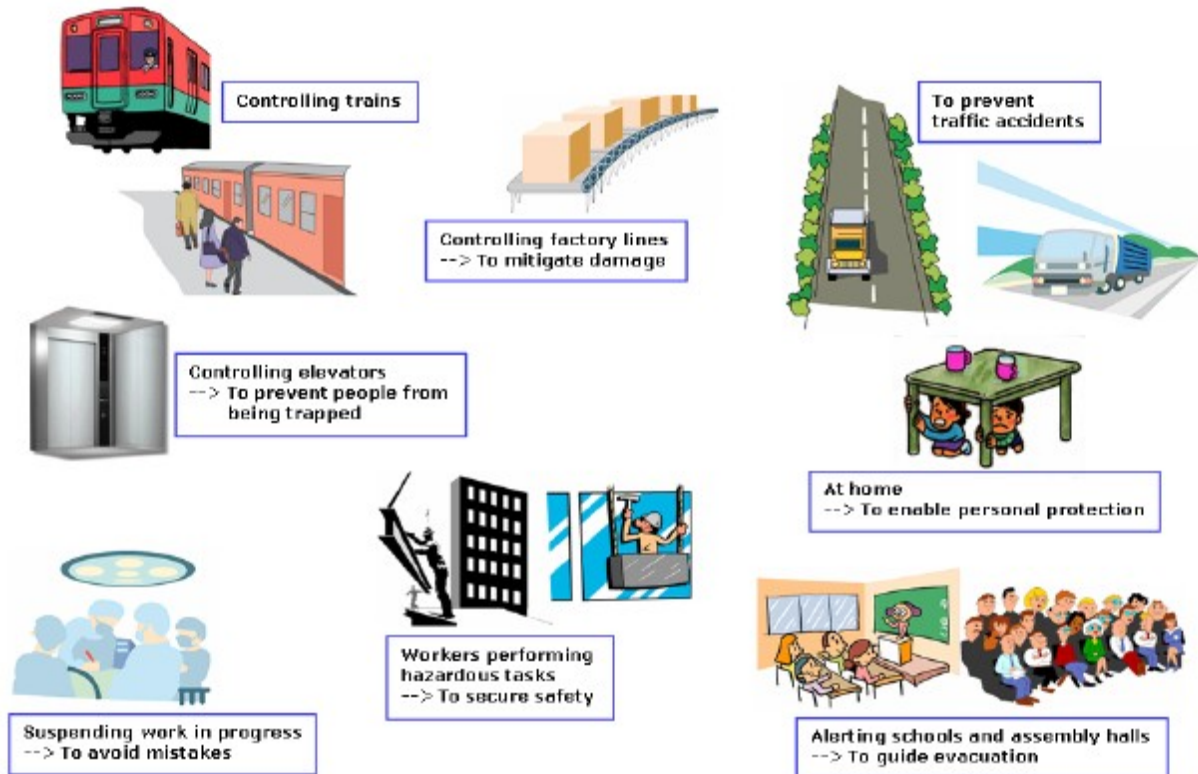 Controlling trains
To prevent
traffic accidents
Controlling factory lines
--> To mitigate damage
Controlling elevators
--> To prevent people from
being trapped
At home
--> To enable personal protection
Workers performing
hazardous tasks
--> To secure safety
Suspending work in progress
--> To avoid mistakes
Alerting schools and assembly halls
--> To guide evacuation